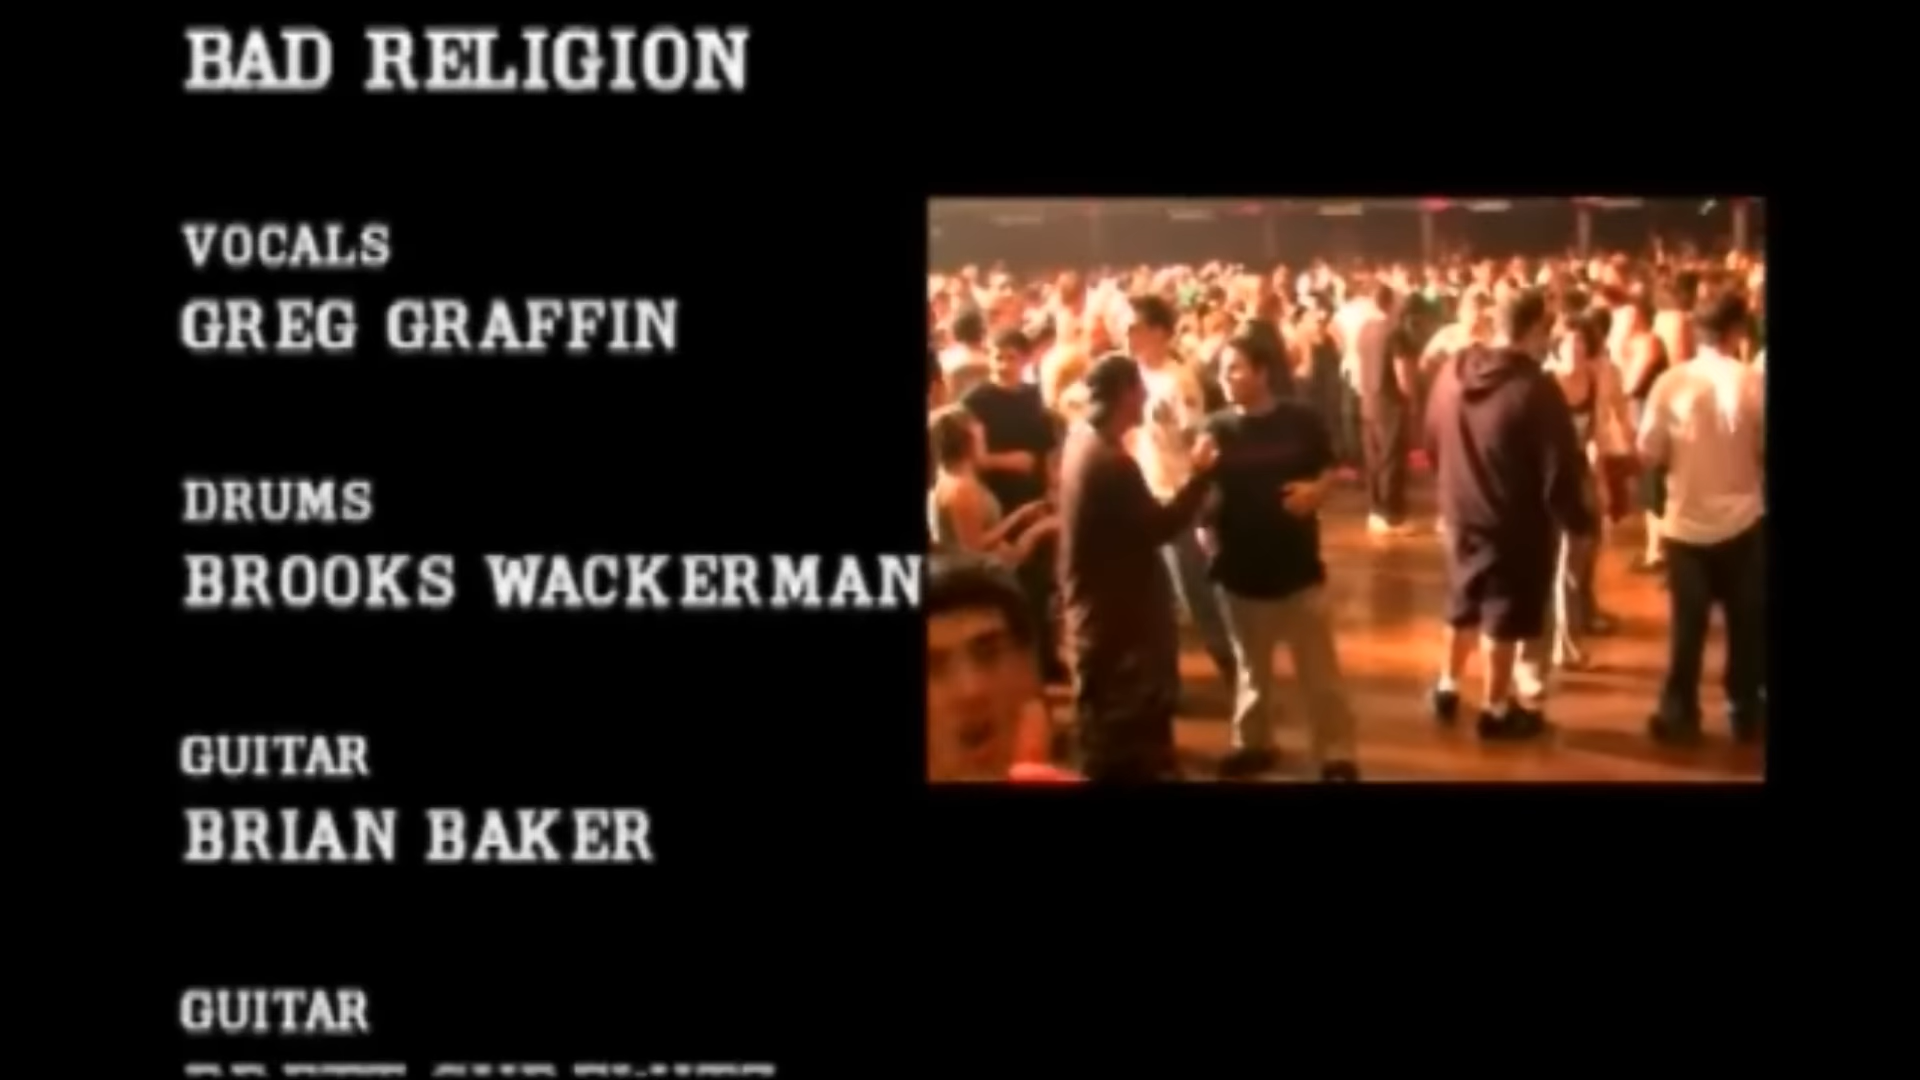 BAD RELIGION
VOCALS
GREG GRAFFIN
DRUMS
BROOKS WACKERMAN
GUITAR
BRIAN BAKER
GUITAR